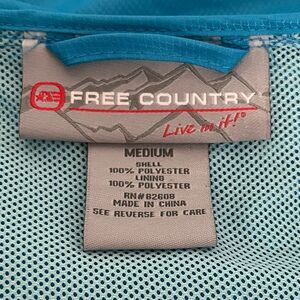 FREE COUNTRY
Live in it!®
MEDIUM
SHELL
100% POLYESTER
LINING
100% POLYESTER
RN#82608
MADE IN CHINA
SEE REVERSE FOR CARE